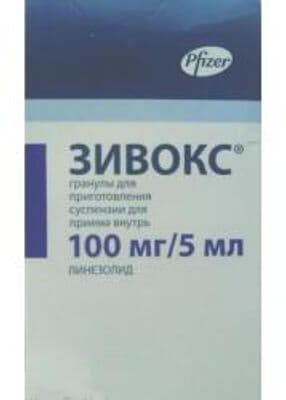 Pfizer
ЗИВОКС®
гранулы для
приготовления
суспензии для
приема внутрь
100 мг/5 мл
ЛИНЕЗОЛИД